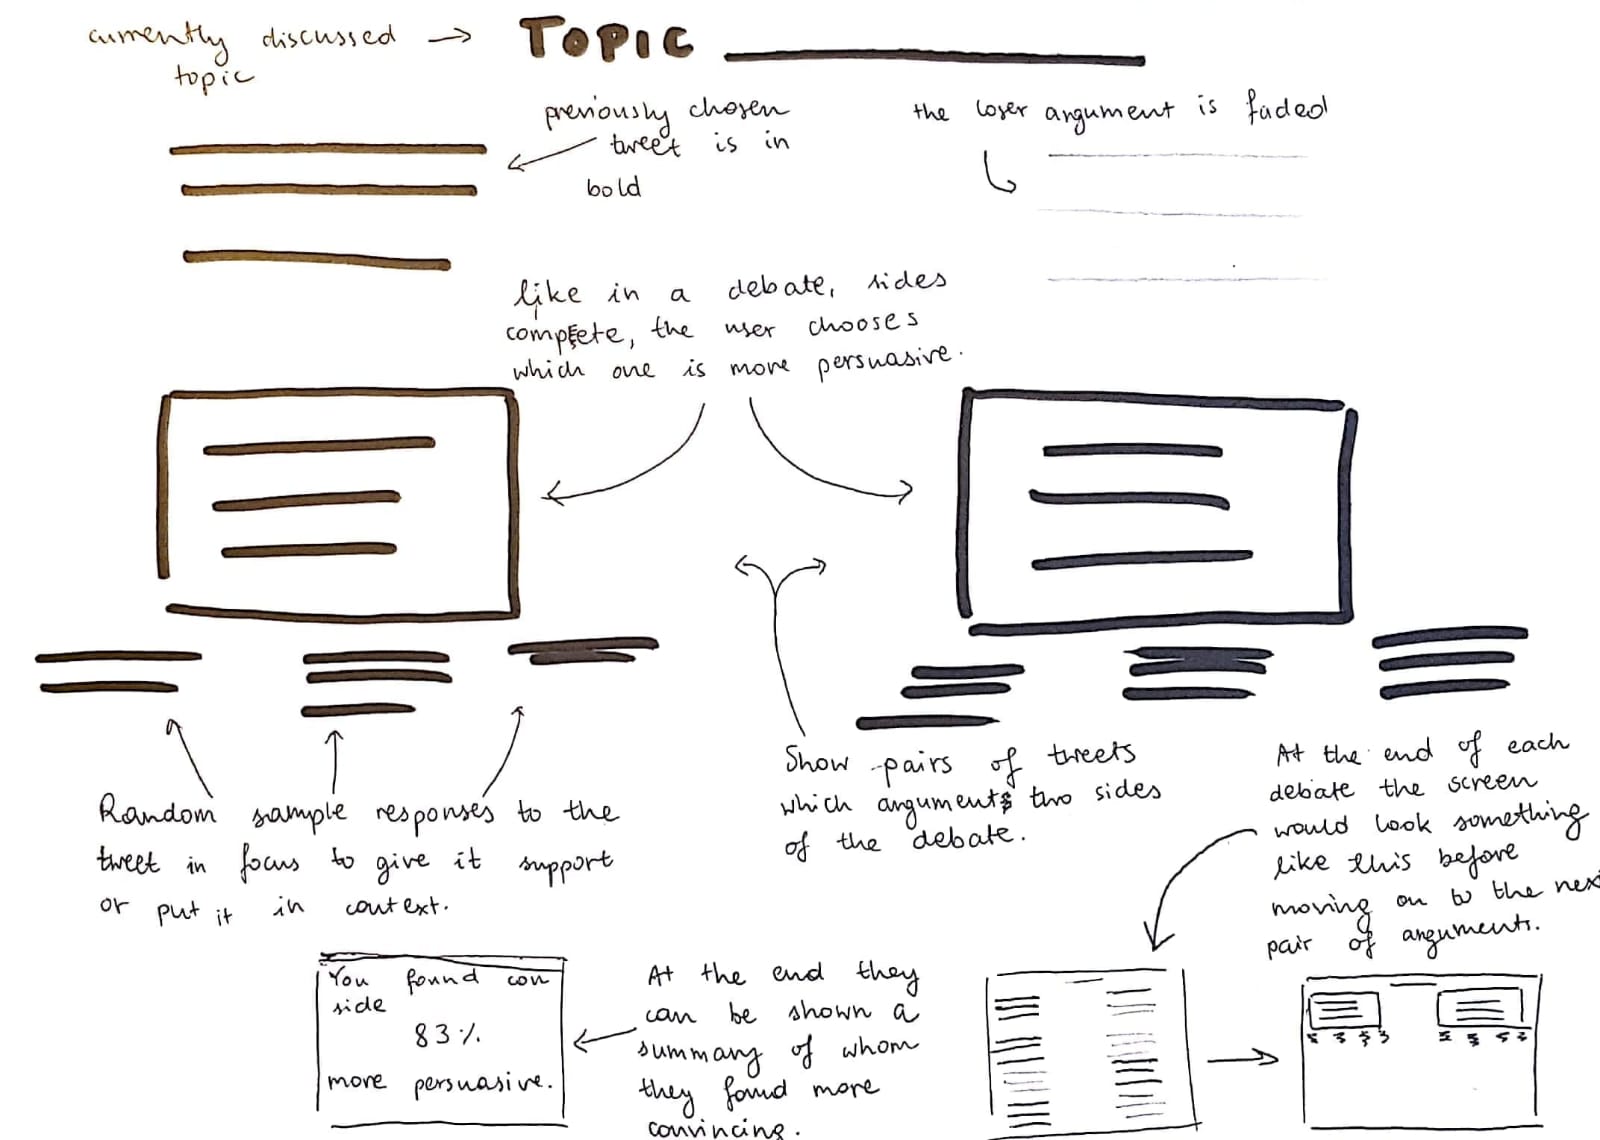 currently discussed → TOPIC
topic
previously chosen
tweet is in
bold
the loser argument is faded
like in a debate, sides
compete, the user chooses
which one is more persuasive.
Random sample responses to the
tweet in focus to give it support
or put it in context.
Show pairs of tweets
which arguments two sides
of the debate.
At the end of each
debate the screen
would look something
like this before
moving on to the next
pair of arguments.
You found con
side
83%
more persuasive.
At the end they
can be shown a
summary of whom
they found more
convincing.